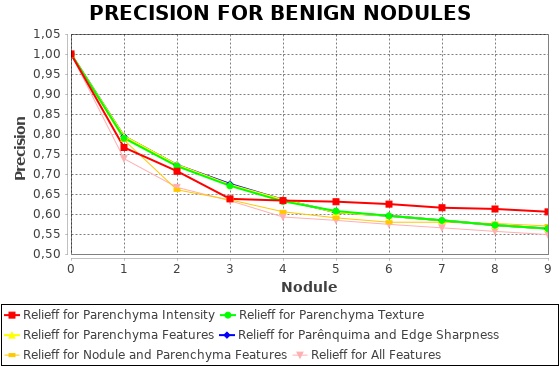 PRECISION FOR BENIGN NODULES
1,05
1,00
0,95
0,90
0,85
0,80
0,75
0,70
0,65
0,60
0,55
0,50
Precision
0 1 2 3 4 5 6 7 8 9
Nodule
Relieff for Parenchyma Intensity Relieff for Parenchyma Texture
Relieff for Parenchyma Features Relieff for Parênquima and Edge Sharpness
Relieff for Nodule and Parenchyma Features Relieff for All Features